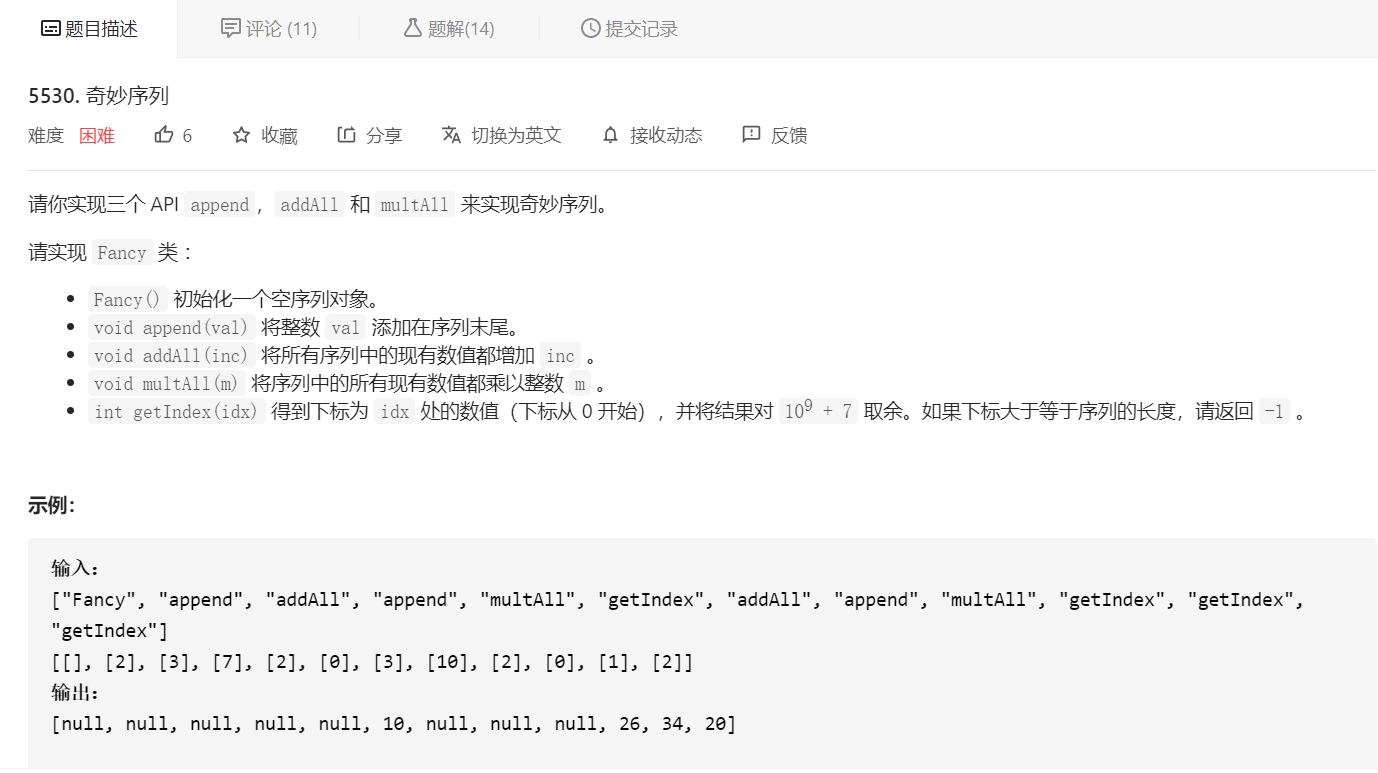 题目描述 评论 (11) 题解(14) 提交记录
5530. 奇妙序列
难度 困难 6 收藏 分享 切换为英文 接收动态 反馈
请你实现三个 API append，addAll 和 multAll 来实现奇妙序列。
请实现 Fancy 类 ：
• Fancy() 初始化一个空序列对象。
• void append(val) 将整数 val 添加在序列末尾。
• void addAll(inc) 将所有序列中的现有数值都增加 inc 。
• void multAll(m) 将序列中的所有现有数值都乘以整数 m 。
• int getIndex(idx) 得到下标为 idx 处的数值（下标从 0 开始），并将结果对 10⁹ + 7 取余。如果下标大于等于序列的长度，请返回 -1 。
示例：
输入：
["Fancy", "append", "addAll", "append", "multAll", "getIndex", "addAll", "append", "multAll", "getIndex", "getIndex",
"getIndex"]
[[], [2], [3], [7], [2], [0], [3], [10], [2], [0], [1], [2]]
输出：
[null, null, null, null, null, 10, null, null, null, 26, 34, 20]